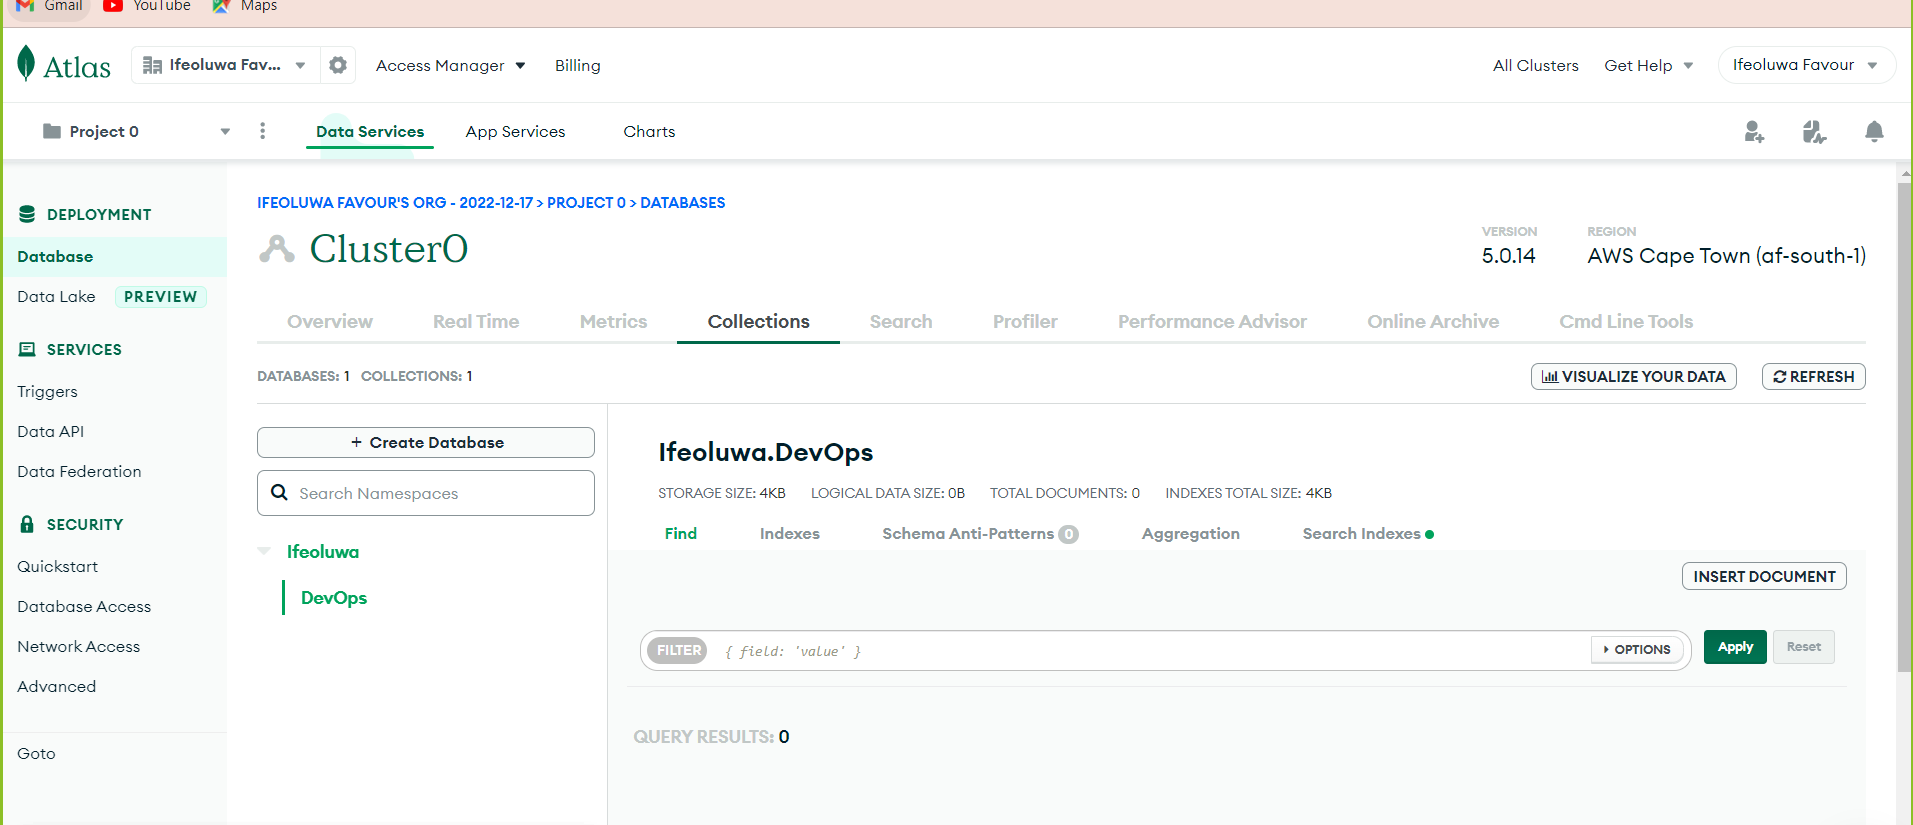 Gmail YouTube Maps
Atlas Ifeoluwa Fav... Access Manager Billing All Clusters Get Help Ifeoluwa Favour
Project 0 Data Services App Services Charts
DEPLOYMENT
Database
Data Lake PREVIEW
SERVICES
Triggers
Data API
Data Federation
SECURITY
Quickstart
Database Access
Network Access
Advanced
Goto
IFEOLUWA FAVOUR'S ORG - 2022-12-17 > PROJECT 0 > DATABASES
Cluster0
VERSION
5.0.14
REGION
AWS Cape Town (af-south-1)
Overview Real Time Metrics Collections Search Profiler Performance Advisor Online Archive Cmd Line Tools
DATABASES: 1 COLLECTIONS: 1
VISUALIZE YOUR DATA REFRESH
+ Create Database
Search Namespaces
Ifeoluwa
DevOps
Ifeoluwa.DevOps
STORAGE SIZE: 4KB LOGICAL DATA SIZE: 0B TOTAL DOCUMENTS: 0 INDEXES TOTAL SIZE: 4KB
Find Indexes Schema Anti-Patterns 0 Aggregation Search Indexes
INSERT DOCUMENT
FILTER { field: 'value' } OPTIONS Apply Reset
QUERY RESULTS: 0